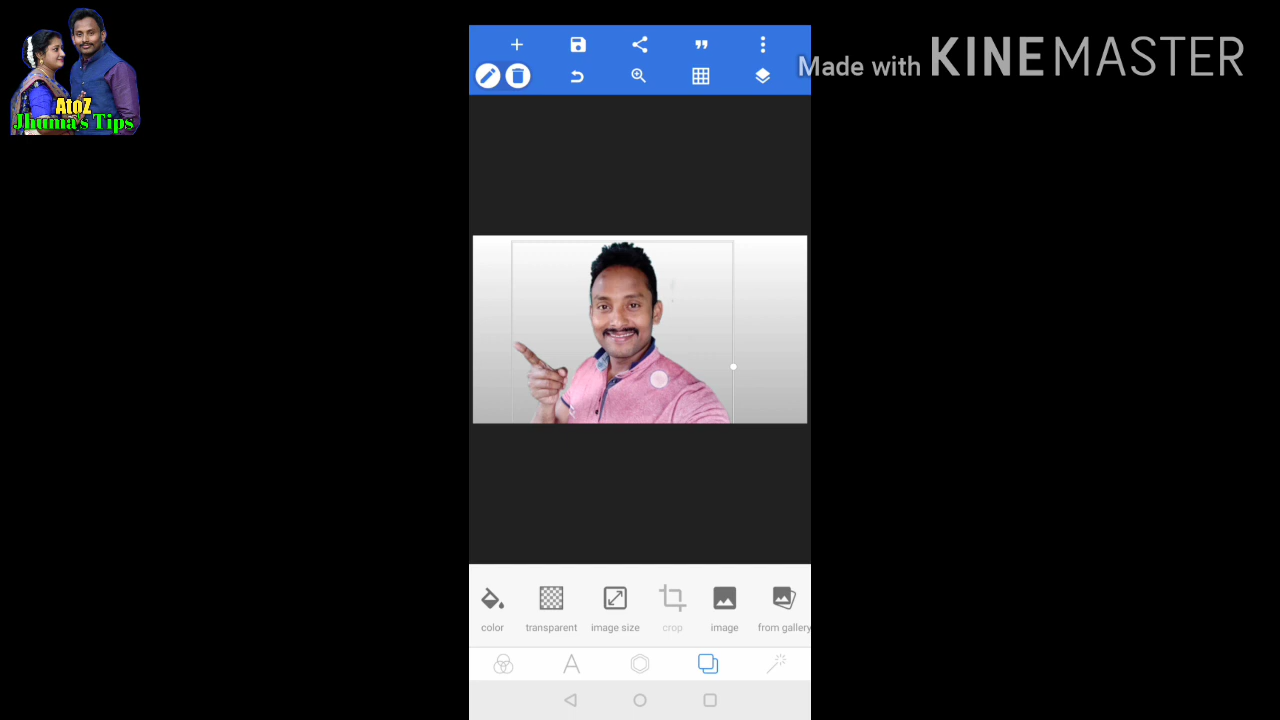 Made with KINEMASTER
AtoZ
Jhuma's Tips
color
transparent
image size
crop
image
from gallery